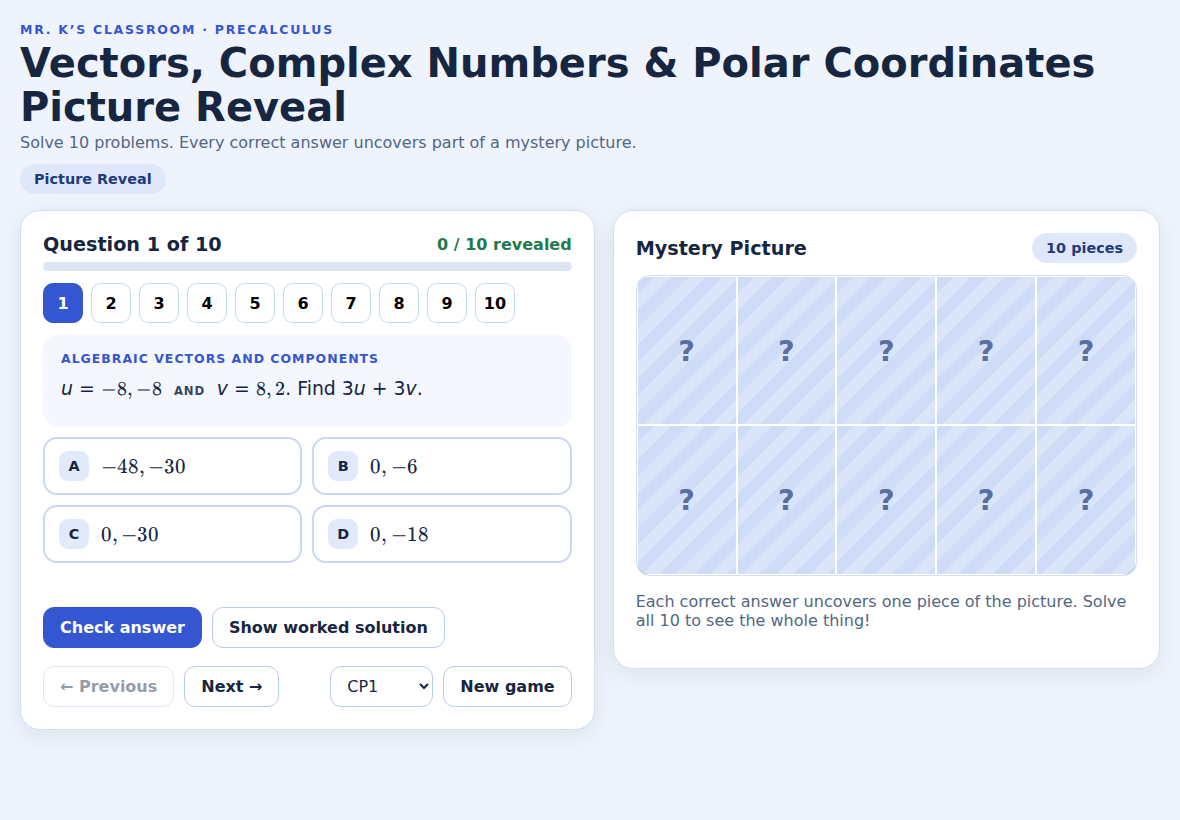 MR. K'S CLASSROOM · PRECALCULUS
Vectors, Complex Numbers & Polar Coordinates
Picture Reveal
Solve 10 problems. Every correct answer uncovers part of a mystery picture.
Picture Reveal
Question 1 of 10
0 / 10 revealed
1 2 3 4 5 6 7 8 9 10
ALGEBRAIC VECTORS AND COMPONENTS
u = −8, −8 AND v = 8, 2. Find 3u + 3v.
A −48, −30
B 0, −6
C 0, −30
D 0, −18
Check answer
Show worked solution
← Previous
Next →
CP1
New game
Mystery Picture
10 pieces
? ? ? ? ?
? ? ? ? ?
Each correct answer uncovers one piece of the picture. Solve
all 10 to see the whole thing!